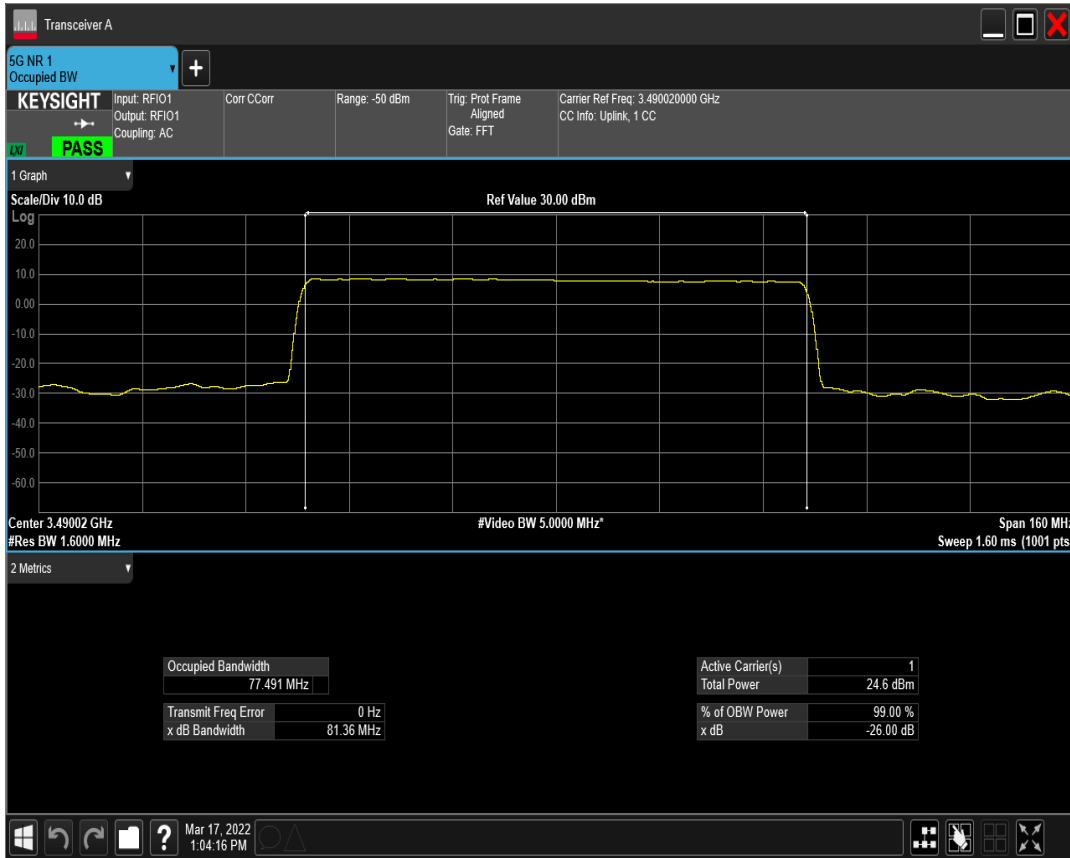 Transceiver A
5G NR 1
Occupied BW
KEYSIGHT
LXI
PASS
Input: RFIO1
Output: RFIO1
Coupling: AC
Corr CCorr
Range: -50 dBm
Trig: Prot Frame
Aligned
Gate: FFT
Carrier Ref Freq: 3.490020000 GHz
CC Info: Uplink, 1 CC
1 Graph
Scale/Div 10.0 dB
Ref Value 30.00 dBm
Log
20.0
10.0
0.00
-10.0
-20.0
-30.0
-40.0
-50.0
-60.0
Center 3.49002 GHz
#Video BW 5.0000 MHz*
Span 160 MHz
#Res BW 1.6000 MHz
Sweep 1.60 ms (1001 pts
2 Metrics
Occupied Bandwidth
77.491 MHz
Transmit Freq Error 0 Hz
x dB Bandwidth 81.36 MHz
Active Carrier(s) 1
Total Power 24.6 dBm
% of OBW Power 99.00 %
x dB -26.00 dB
?
Mar 17, 2022
1:04:16 PM